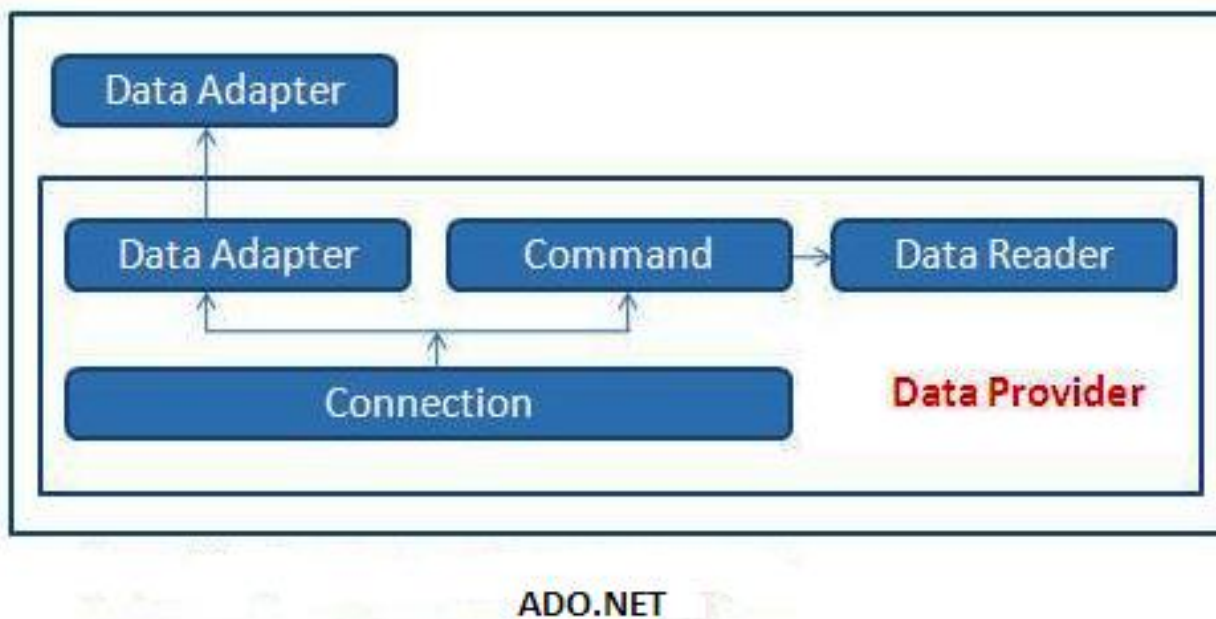 Data Adapter
Data Adapter
Command
Data Reader
Connection
Data Provider
ADO.NET